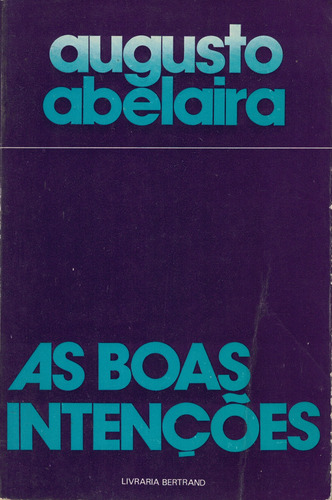 augusto
abelaira
AS BOAS
INTENÇÕES
LIVRARIA BERTRAND